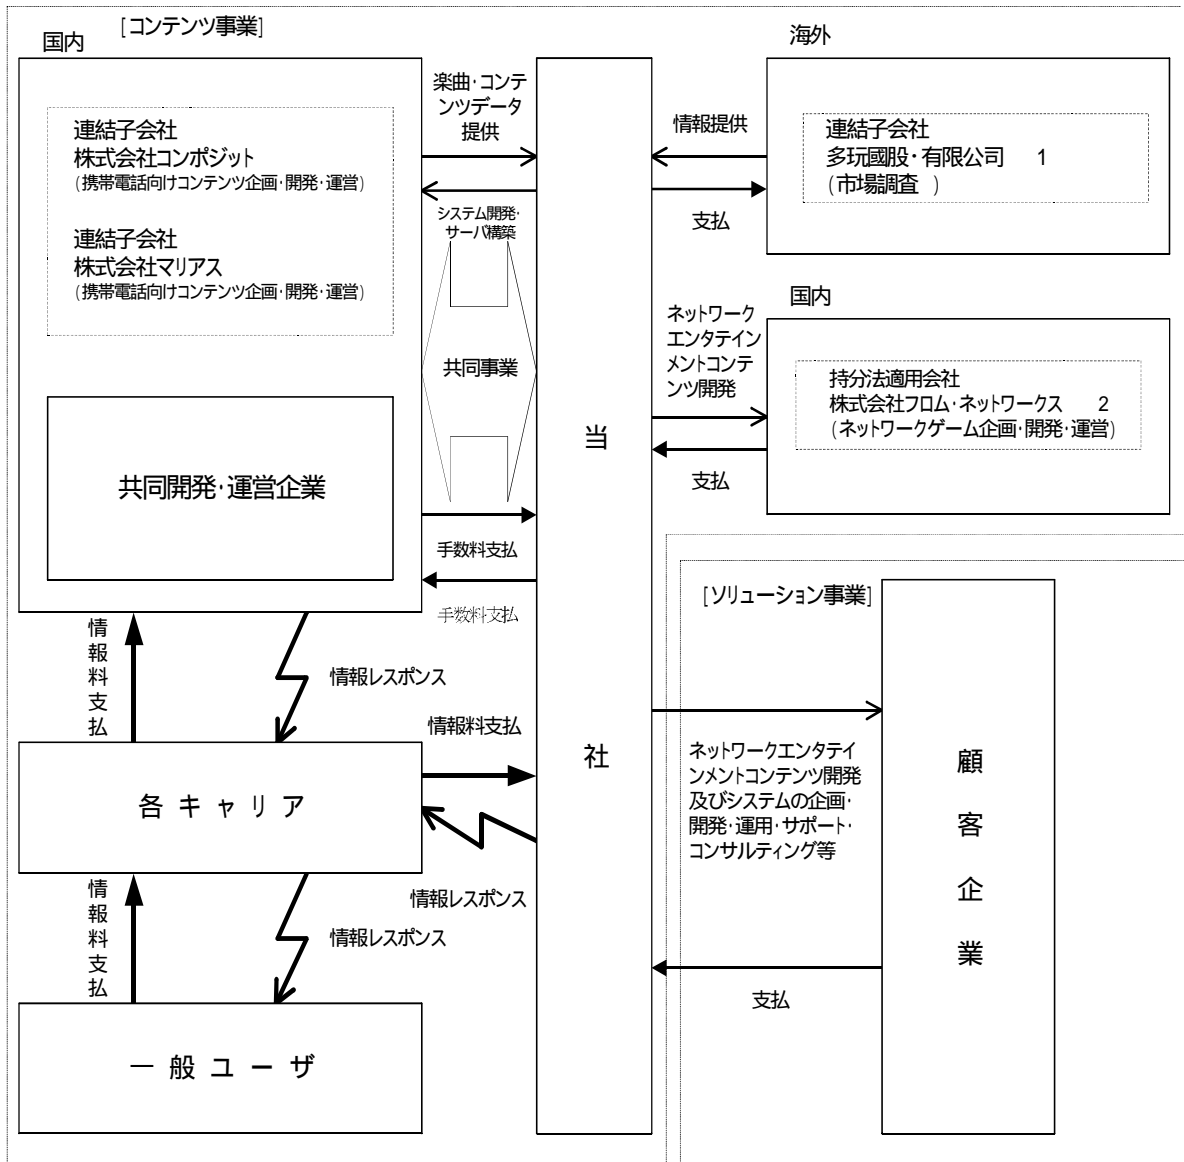 [コンテンツ事業]
国内
連結子会社
株式会社コンポジット
(携帯電話向けコンテンツ企画・開発・運営)
連結子会社
株式会社マリアス
(携帯電話向けコンテンツ企画・開発・運営)
共同開発・運営企業
楽曲・コンテ
ンツデータ
提供
システム開発・
サーバ構築
共同事業
手数料支払
手数料支払
当社
海外
情報提供
支払
連結子会社
多玩國股・有限公司 1
(市場調査 )
国内
ネットワーク
エンタテイン
メントコンテ
ンツ開発
支払
持分法適用会社
株式会社フロム・ネットワークス 2
(ネットワークゲーム企画・開発・運営)
[ソリューション事業]
ネットワークエンタテイ
ンメントコンテンツ開発
及びシステムの企画・
開発・運用・サポート・
コンサルティング等
支払
顧客企業
情報料支払
情報レスポンス
情報料支払
各キャリア
情報レスポンス
情報料支払
情報レスポンス
一般ユーザ